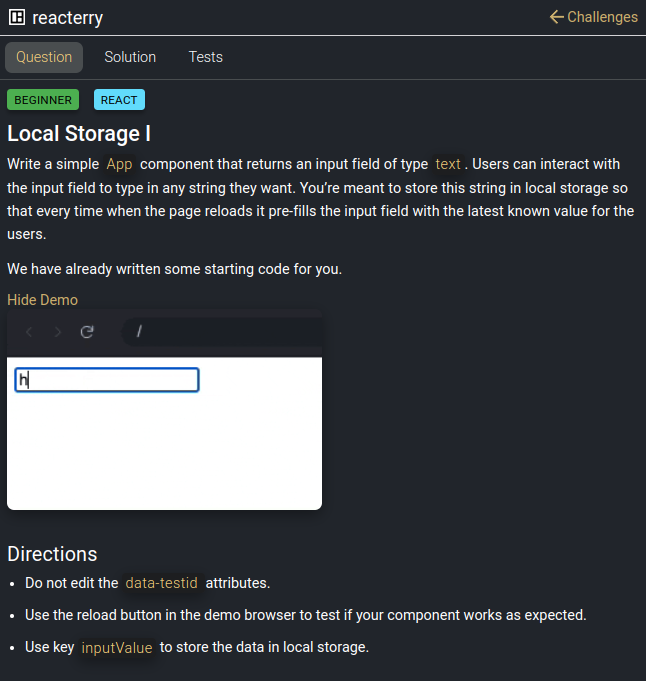 reacterry
Challenges
Question Solution Tests
BEGINNER REACT
Local Storage I
Write a simple App component that returns an input field of type text . Users can interact with
the input field to type in any string they want. You’re meant to store this string in local storage so
that every time when the page reloads it pre-fills the input field with the latest known value for the
users.
We have already written some starting code for you.
Hide Demo
/
h
Directions
• Do not edit the data-testid attributes.
• Use the reload button in the demo browser to test if your component works as expected.
• Use key inputValue to store the data in local storage.